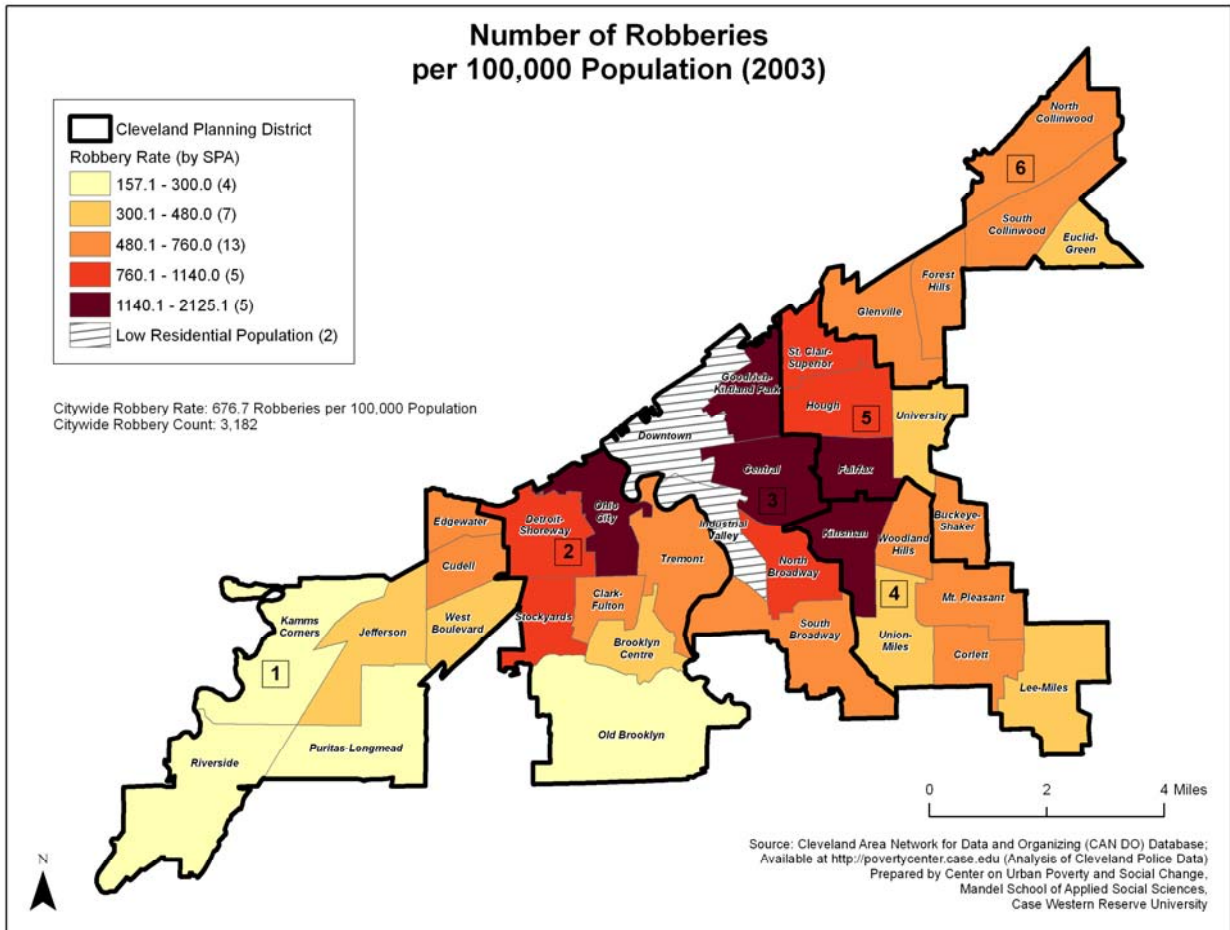 Number of Robberies
per 100,000 Population (2003)
Cleveland Planning District
Robbery Rate (by SPA)
157.1 - 300.0 (4)
300.1 - 480.0 (7)
480.1 - 760.0 (13)
760.1 - 1140.0 (5)
1140.1 - 2125.1 (5)
Low Residential Population (2)
Citywide Robbery Rate: 676.7 Robberies per 100,000 Population
Citywide Robbery Count: 3,182
North
Collinwood
6
South
Collinwood
Euclid-
Green
Forest
Hills
Glenville
St. Clair-
Superior
Goodrich-
Kirtland Park
Hough
5
University
Downtown
Central
3
Fairfax
Ohio
City
Detroit-
Shoreway
2
Edgewater
Cudell
Industrial
Valley
Kinsman
Woodland
Hills
Buckeye-
Shaker
Tremont
North
Broadway
4
Mt. Pleasant
Clark-
Fulton
Stockyards
West
Boulevard
Jefferson
Kamms
Corners
1
Brooklyn
Centre
South
Broadway
Union-
Miles
Corlett
Lee-Miles
Old Brooklyn
Puritas-Longmead
Riverside
0 2 4 Miles
N
Source: Cleveland Area Network for Data and Organizing (CAN DO) Database;
Available at http://povertycenter.case.edu (Analysis of Cleveland Police Data)
Prepared by Center on Urban Poverty and Social Change,
Mandel School of Applied Social Sciences,
Case Western Reserve University